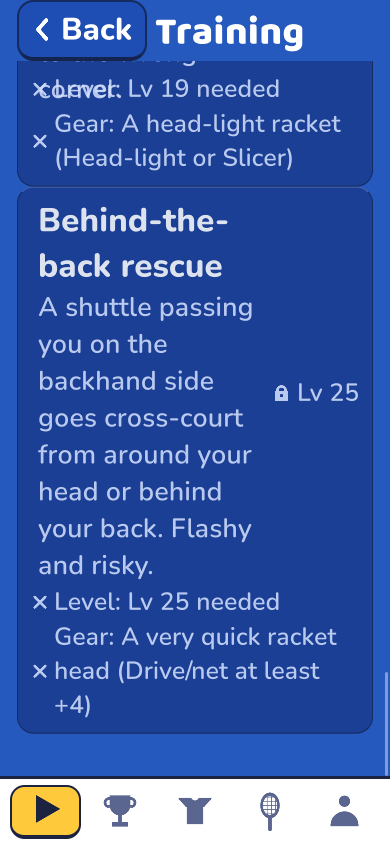 Back
Training
corner.
× Level: Lv 19 needed
Gear: A head-light racket
× (Head-light or Slicer)
Behind-the-
back rescue
A shuttle passing
you on the
backhand side
goes cross-court
from around your
head or behind
your back. Flashy
and risky.
Lv 25
× Level: Lv 25 needed
Gear: A very quick racket
× head (Drive/net at least
+4)